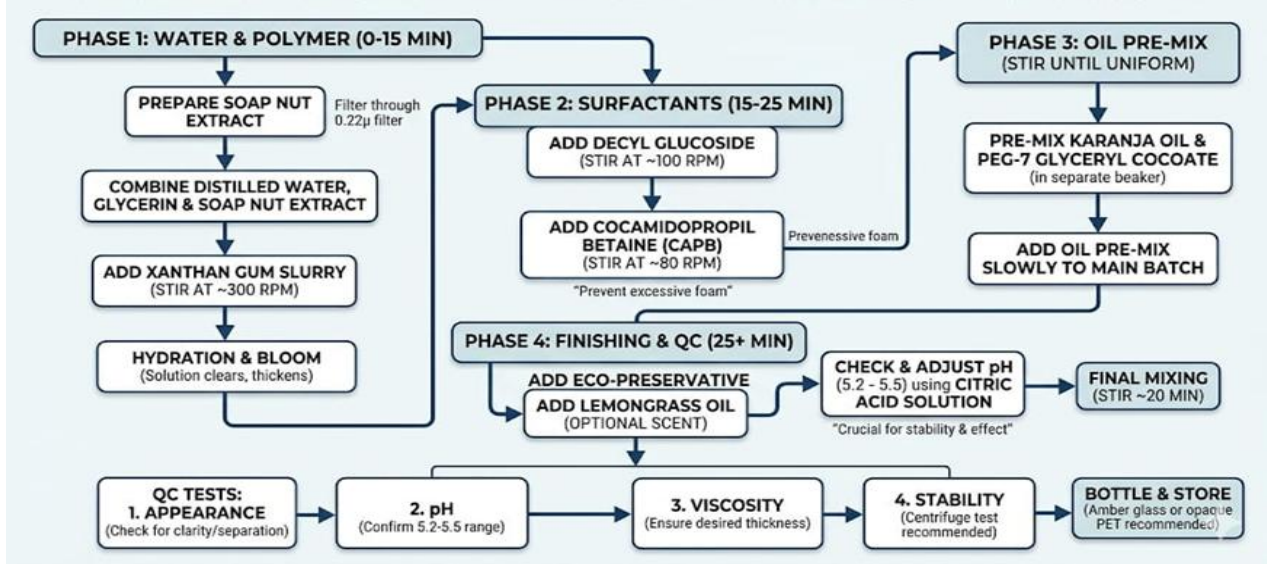 PHASE 1: WATER & POLYMER (0-15 MIN)
PREPARE SOAP NUT
EXTRACT
Filter through
0.22μ filter
COMBINE DISTILLED WATER,
GLYCERIN & SOAP NUT EXTRACT
ADD XANTHAN GUM SLURRY
(STIR AT ~300 RPM)
HYDRATION & BLOOM
(Solution clears, thickens)
PHASE 2: SURFACTANTS (15-25 MIN)
ADD DECYL GLUCOSIDE
(STIR AT ~100 RPM)
ADD COCAMIDOPROPIL
BETAINE (CAPB)
(STIR AT ~80 RPM)
"Prevent excessive foam"
Prevenessive foam
PHASE 3: OIL PRE-MIX
(STIR UNTIL UNIFORM)
PRE-MIX KARANJA OIL &
PEG-7 GLYCERYL COCOATE
(in separate beaker)
ADD OIL PRE-MIX
SLOWLY TO MAIN BATCH
PHASE 4: FINISHING & QC (25+ MIN)
ADD ECO-PRESERVATIVE
ADD LEMONGRASS OIL
(OPTIONAL SCENT)
CHECK & ADJUST pH
(5.2 - 5.5) using CITRIC
ACID SOLUTION
"Crucial for stability & effect"
FINAL MIXING
(STIR ~20 MIN)
QC TESTS:
1. APPEARANCE
(Check for clarity/separation)
2. pH
(Confirm 5.2-5.5 range)
3. VISCOSITY
(Ensure desired thickness)
4. STABILITY
(Centrifuge test
recommended)
BOTTLE & STORE
(Amber glass or opaque
PET recommended)